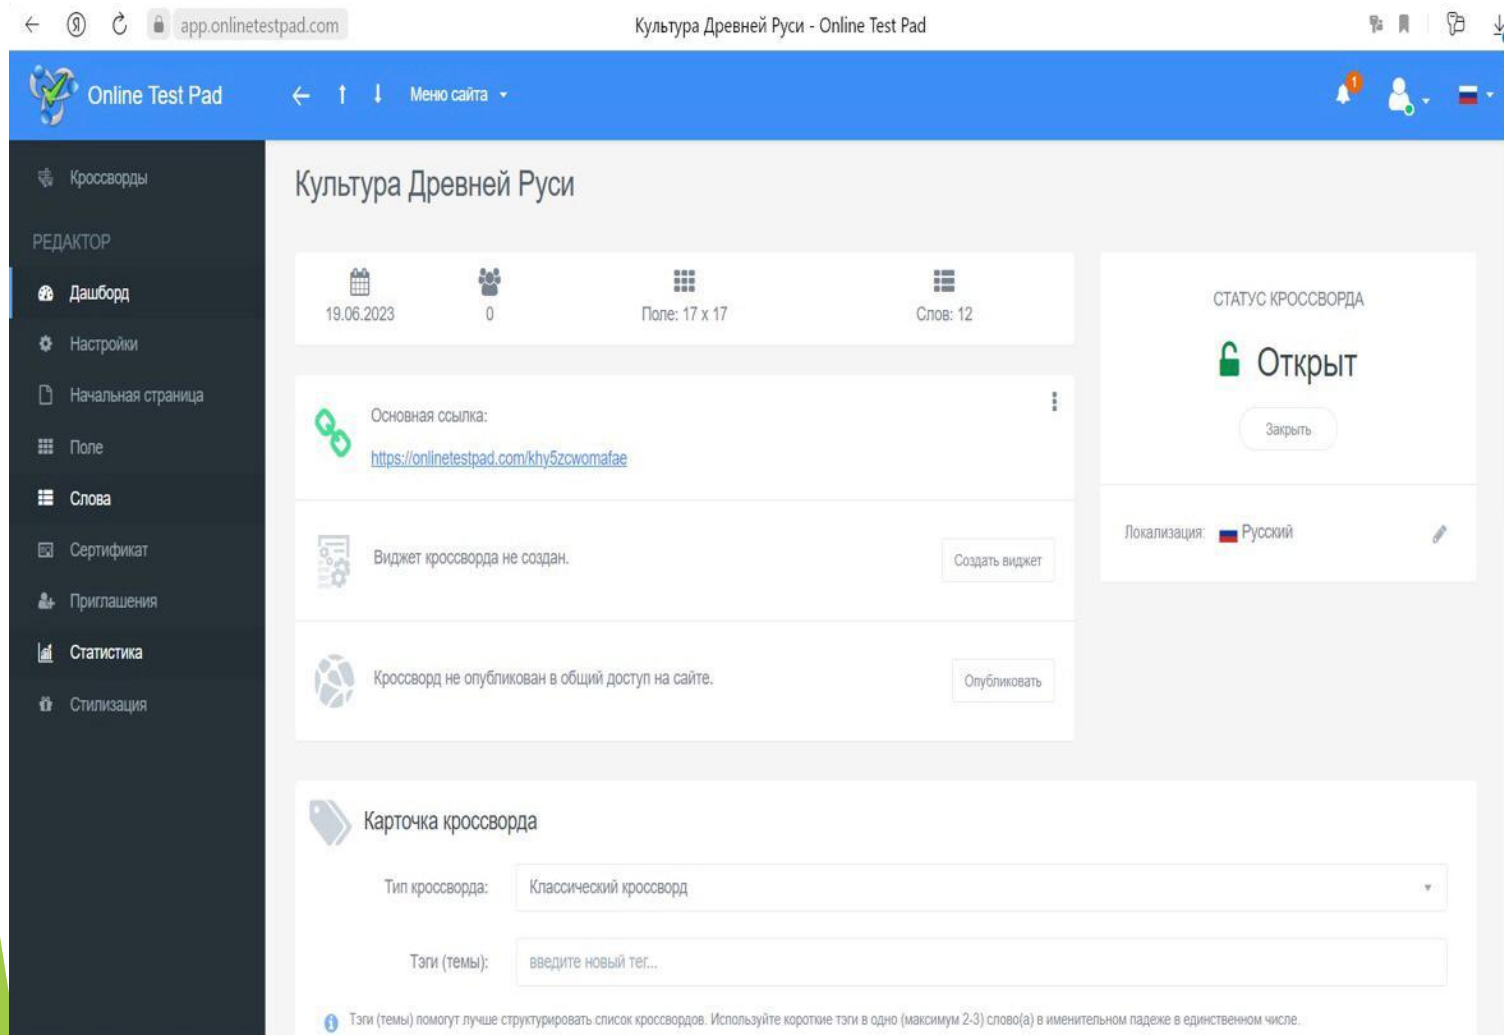 app.onlinetestpad.com
Культура Древней Руси - Online Test Pad
Online Test Pad
Меню сайта
1
Кроссворды
РЕДАКТОР
Дашборд
Настройки
Начальная страница
Поле
Слова
Сертификат
Приглашения
Статистика
Стилизация
Культура Древней Руси
19.06.2023
0
Поле: 17 x 17
Слов: 12
Основная ссылка:
https://onlinetestpad.com/khy5zcwomafae
Виджет кроссворда не создан.
Создать виджет
Кроссворд не опубликован в общий доступ на сайте.
Опубликовать
СТАТУС КРОССВОРДА
Открыт
Закрыть
Локализация: Русский
Карточка кроссворда
Тип кроссворда: Классический кроссворд
Тэги (темы): введите новый тег...
Тэги (темы) помогут лучше структурировать список кроссвордов. Используйте короткие тэги в одно (максимум 2-3) слово(а) в именительном падеже в единственном числе.